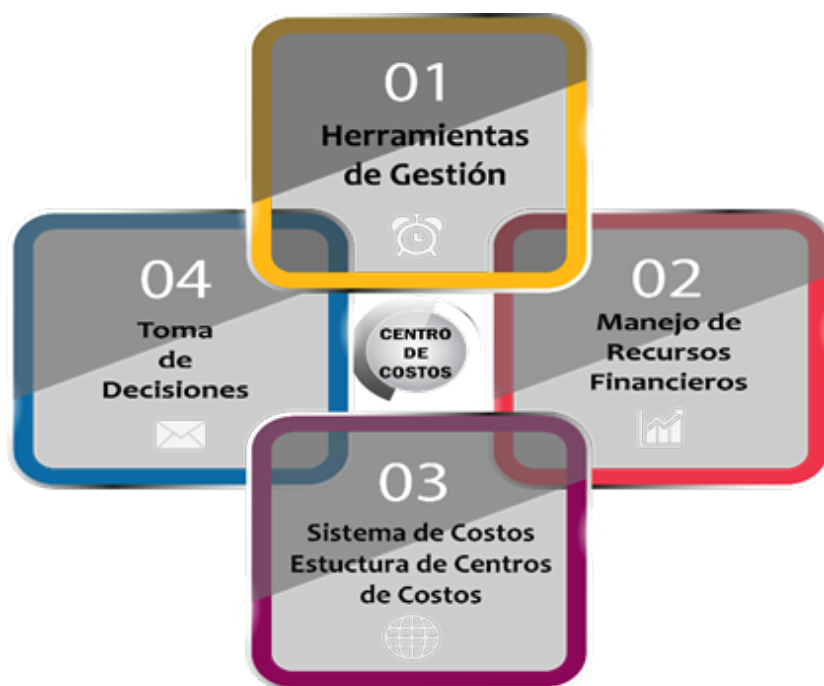 01
Herramientas
de Gestión
04
Toma
de
Decisiones
CENTRO
DE
COSTOS
02
Manejo de
Recursos
Financieros
03
Sistema de Costos
Estuctura de Centros
de Costos